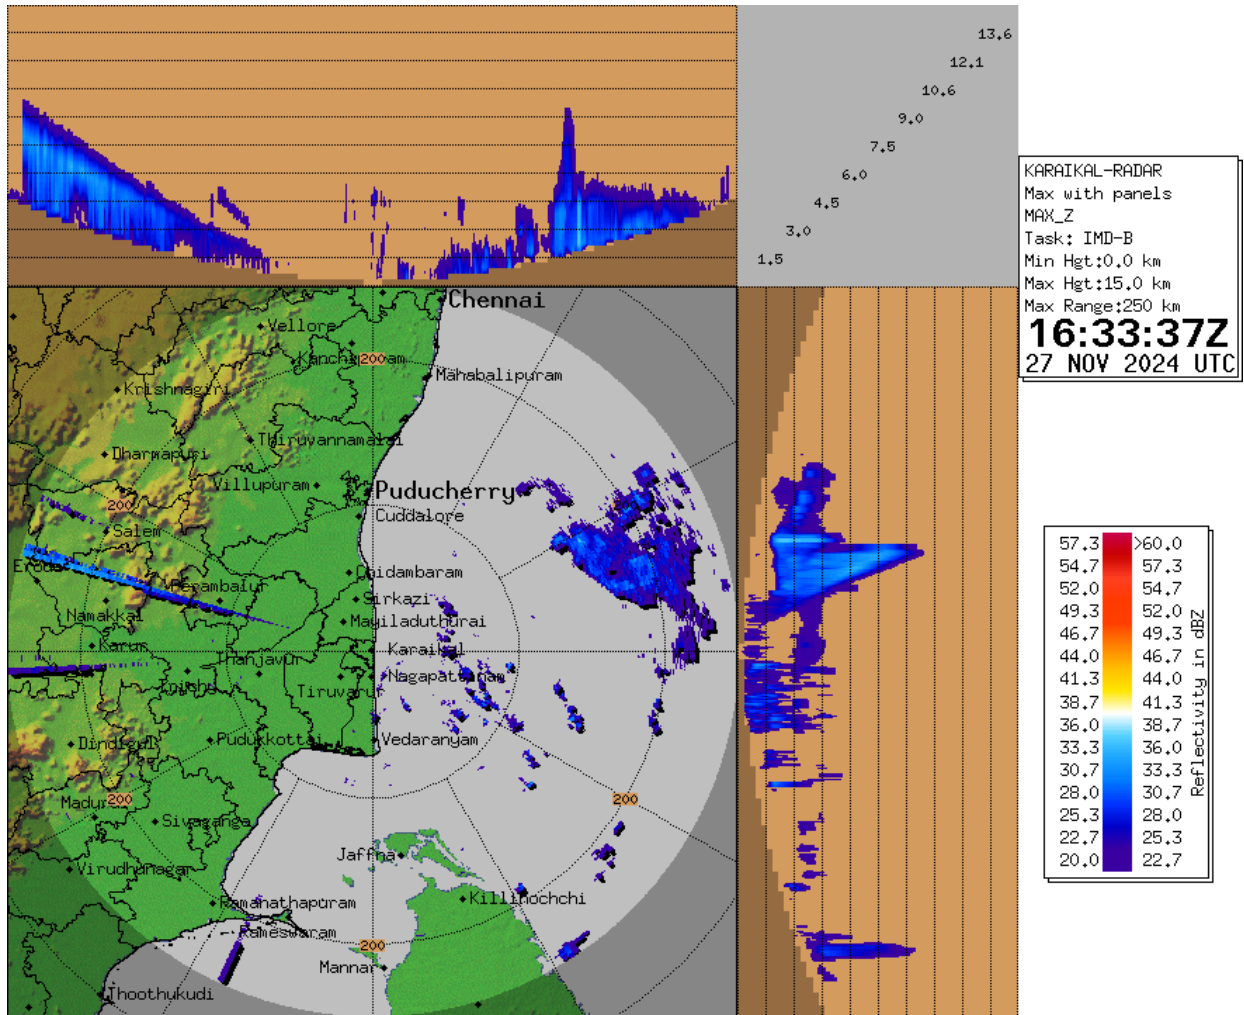 13.6
12.1
10.6
9.0
7.5
6.0
4.5
3.0
1.5
KARAIKAL-RADAR
Max with panels
MAX_Z
Task: IMD-B
Min Hgt:0.0 km
Max Hgt:15.0 km
Max Range:250 km
16:33:37Z
27 NOV 2024 UTC
Chennai
Vellore
200
Mahabalipuram
Krishnagiri
Thiruvannamalai
Dharmapuri
Villupuram
Puducherry
200
Cuddalore
Salem
Chidambaram
Perambalur
Sirkazi
Namakkal
Mayiladuthurai
Karur
Karaikal
Thanjavur
Nagapattinam
Tiruvarur
Pudukkottai
Vedaranyam
Dindigul
200
200
Sivaganga
Jaffna
Virudhunagar
Killinochchi
Ramanathapuram
Rameswaram
200
Mannar
Thoothukudi
57.3 >60.0
54.7 57.3
52.0 54.7
49.3 52.0
46.7 49.3
44.0 46.7
41.3 44.0
38.7 41.3
36.0 38.7
33.3 36.0
30.7 33.3
28.0 30.7
25.3 28.0
22.7 25.3
20.0 22.7
Reflectivity in dBZ